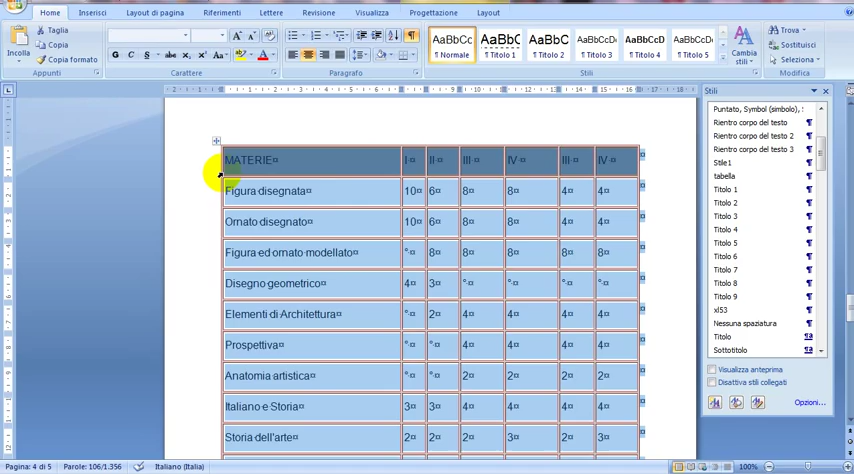 Home Inserisci Layout di pagina Riferimenti Lettere Revisione Visualizza Progettazione Layout
Incolla
Taglia
Copia
Copia formato
Appunti
G C S abc x₂ x² Aa
Carattere
Paragrafo
AaBbCc AaBbC AaBbC AaBbCcDc AaBbCcD AaBbCcDc
¶ Normale ¶ Titolo 1 ¶ Titolo 2 ¶ Titolo 3 ¶ Titolo 4 ¶ Titolo 5
Cambia stili
Stili
Trova
Sostituisci
Seleziona
Modifica
MATERIE¤ I·¤ II·¤ III·¤ IV·¤ III·¤ IV·¤
Figura·disegnata¤ 10¤ 6¤ 8¤ 8¤ 4¤ 4¤
Ornato·disegnato¤ 10¤ 6¤ 8¤ 8¤ 4¤ 4¤
Figura·ed·ornato·modellato¤ °·¤ 8¤ 8¤ 8¤ 8¤ 8¤
Disegno·geometrico¤ 4¤ 3¤ °·¤ °·¤ °·¤ °·¤
Elementi·di·Architettura¤ °·¤ 2¤ 4¤ 4¤ 4¤ 4¤
Prospettiva¤ °·¤ °·¤ 4¤ 4¤ 4¤ 4¤
Anatomia·artistica¤ °·¤ °·¤ 2¤ 2¤ 2¤ 2¤
Italiano·e·Storia¤ 3¤ 3¤ 4¤ 4¤ 4¤ 4¤
Storia·dell'arte¤ 2¤ 2¤ 2¤ 3¤ 2¤ 3¤
Stili
Puntato, Symbol (simbolo),
Rientro corpo del testo ¶
Rientro corpo del testo 2 ¶
Rientro corpo del testo 3 ¶
Stile1 ¶
tabella ¶
Titolo 1 ¶
Titolo 2 ¶
Titolo 3 ¶
Titolo 4 ¶
Titolo 5 ¶
Titolo 6 ¶
Titolo 7 ¶
Titolo 8 ¶
Titolo 9 ¶
xl53 ¶
Nessuna spaziatura ¶
Titolo ¶a
Sottotitolo ¶a
Visualizza anteprima
Disattiva stili collegati
Opzioni...
Pagina: 4 di 5 Parole: 106/1.356 Italiano (Italia) 100%